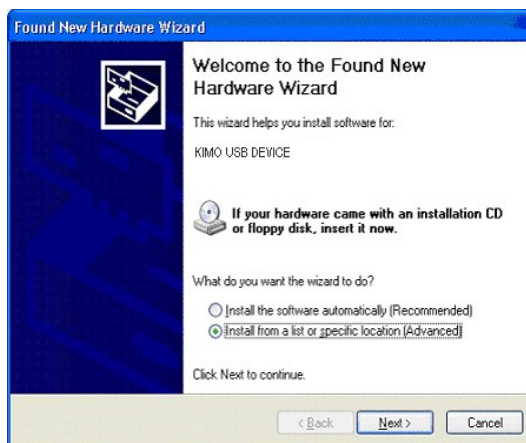 Found New Hardware Wizard
Welcome to the Found New
Hardware Wizard
This wizard helps you install software for:
KIMO USB DEVICE
If your hardware came with an installation CD
or floppy disk, insert it now.
What do you want the wizard to do?
Install the software automatically (Recommended)
Install from a list or specific location (Advanced)
Click Next to continue.
< Back Next > Cancel